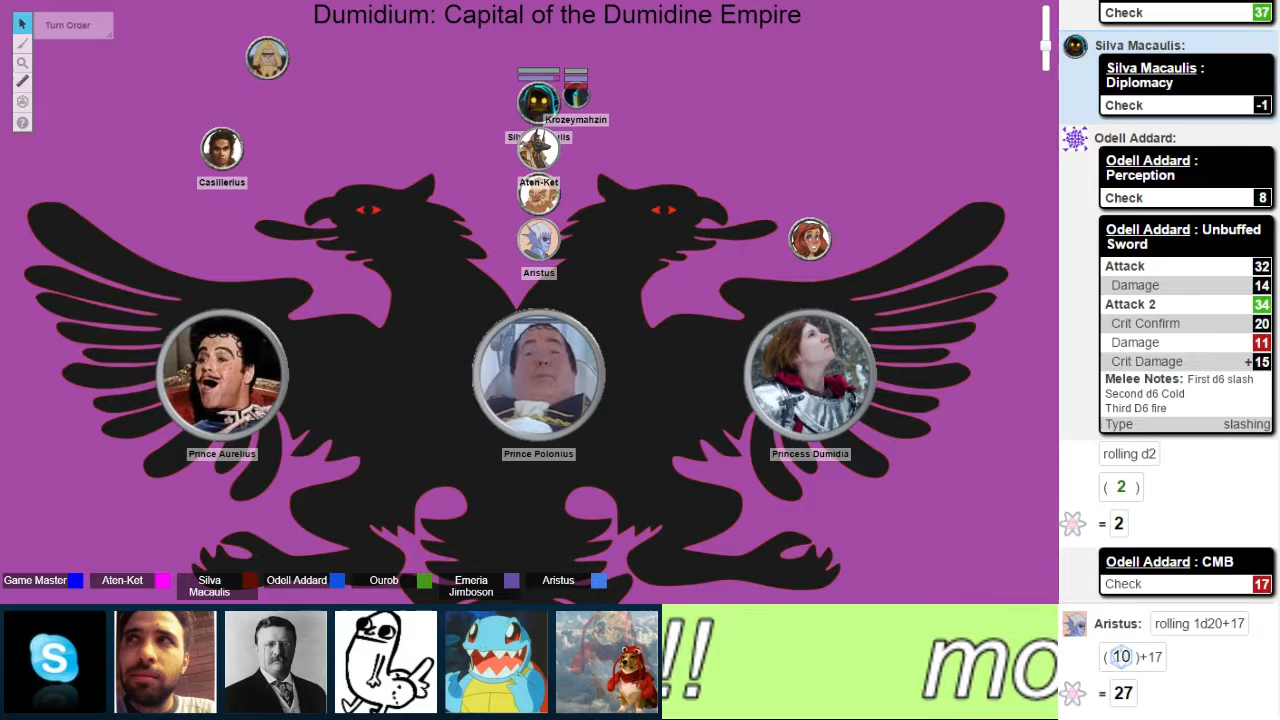 Dumidium: Capital of the Dumidine Empire
Turn Order
Krozeymahzin
Casillerius
Aten-Ket
Aristus
Prince Aurelius
Prince Polonius
Princess Dumidia
Game Master
Aten-Ket
Silva
Macaulis
Odell Addard
Ourob
Emeria
Jimboson
Aristus
S
!!
mo
Check 37
Silva Macaulis:
Silva Macaulis :
Diplomacy
Check -1
Odell Addard:
Odell Addard :
Perception
Check 8
Odell Addard : Unbuffed
Sword
Attack 32
Damage 14
Attack 2 34
Crit Confirm 20
Damage 11
Crit Damage +15
Melee Notes: First d6 slash
Second d6 Cold
Third D6 fire
Type slashing
rolling d2
( 2 )
= 2
Odell Addard : CMB
Check 17
Aristus: rolling 1d20+17
(10)+17
= 27